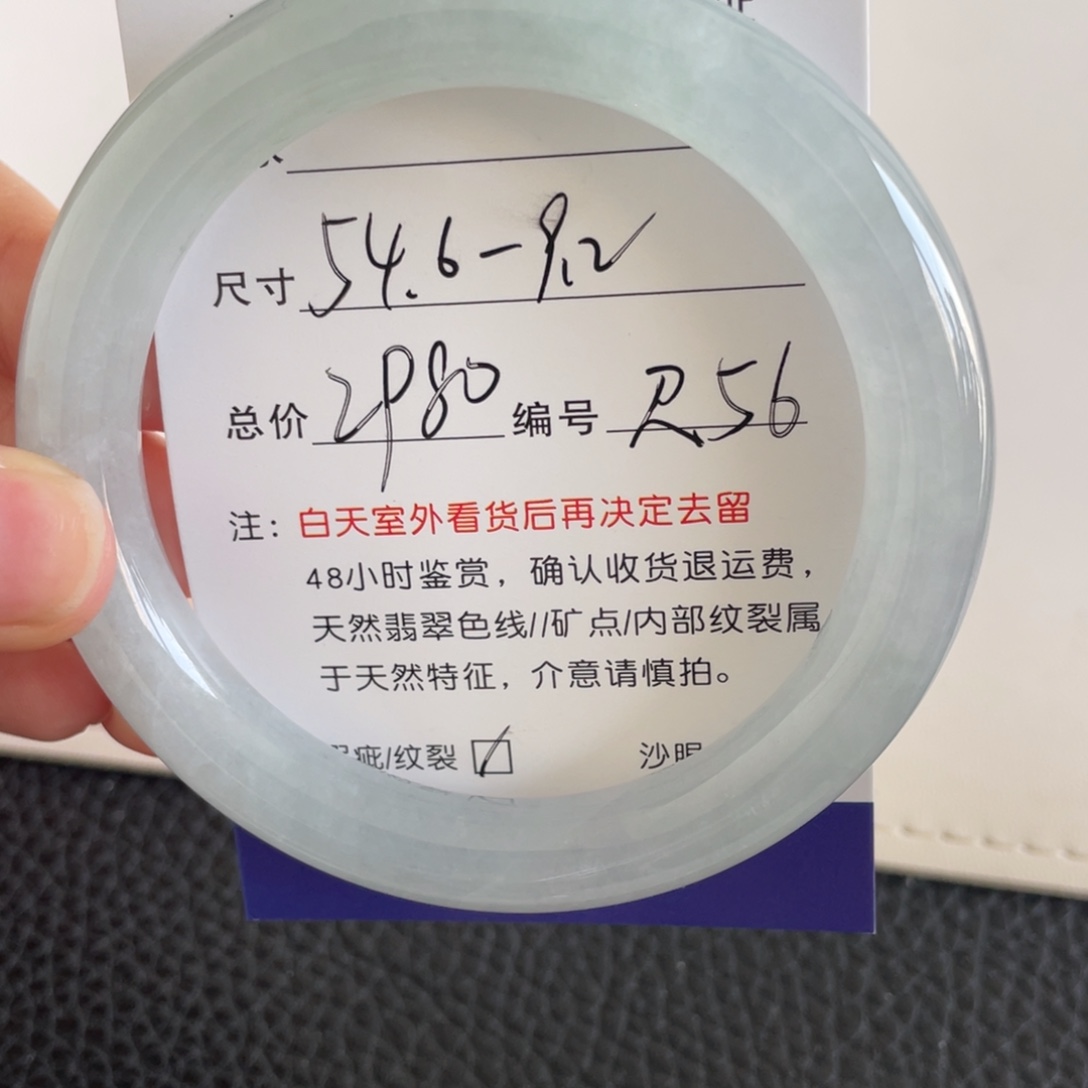 尺寸 54.6-9.2
总价 2980 编号 R56
注：白天室外看货后再决定去留
48小时鉴赏，确认收货退运费，
天然翡翠色线//矿点/内部纹裂属
于天然特征，介意请慎拍。
疵/纹裂 ☑ 沙眼